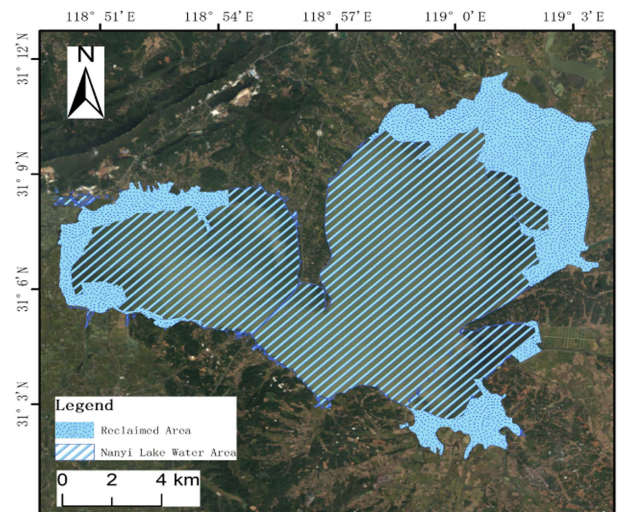 118° 51′E 118° 54′E 118° 57′E 119° 0′E 119° 3′E
N
31° 12′N
31° 9′N
31° 6′N
31° 3′N
Legend
Reclaimed Area
Nanyi Lake Water Area
0 2 4 km